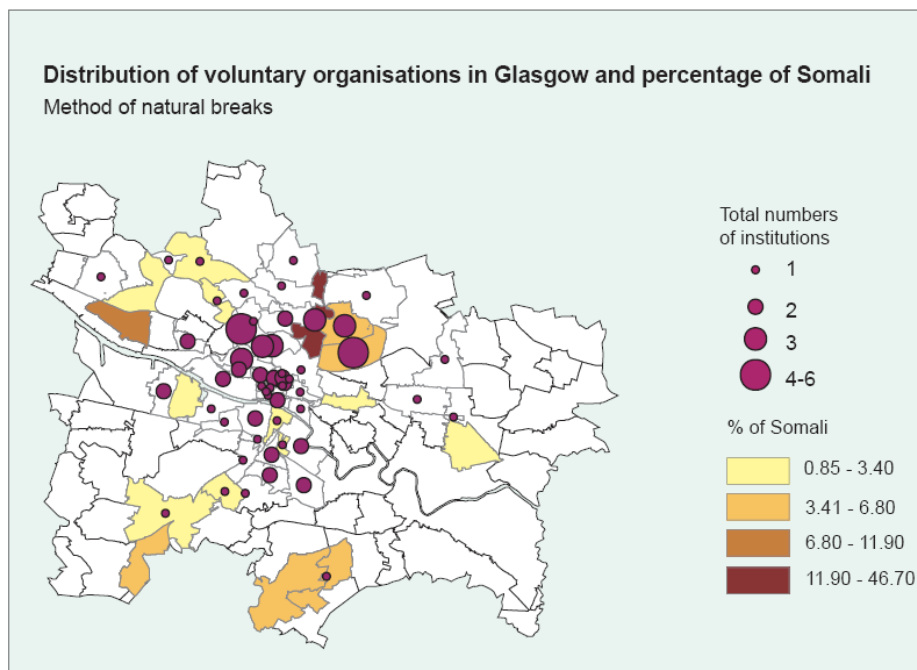 Distribution of voluntary organisations in Glasgow and percentage of Somali
Method of natural breaks
Total numbers
of institutions
1
2
3
4-6
% of Somali
0.85 - 3.40
3.41 - 6.80
6.80 - 11.90
11.90 - 46.70